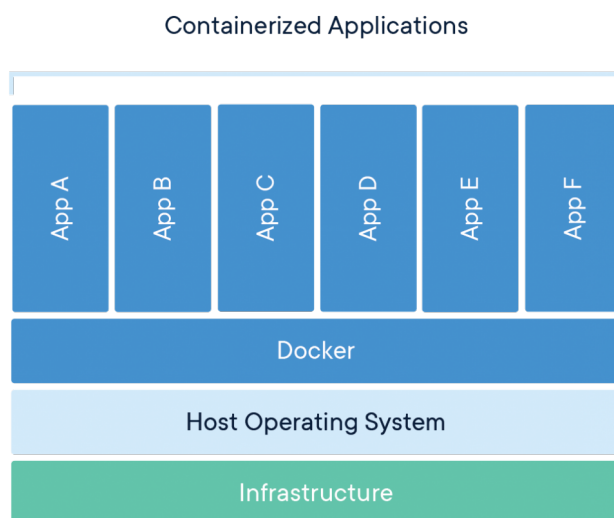 Containerized Applications
App A
App B
App C
App D
App E
App F
Docker
Host Operating System
Infrastructure